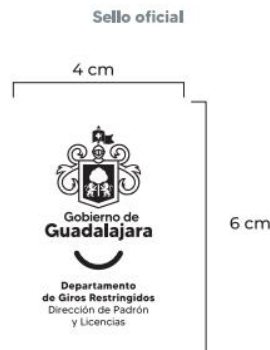 Sello oficial
4 cm
6 cm
Gobierno de
Guadalajara
Departamento
de Giros Restringidos
Dirección de Padrón
y Licencias